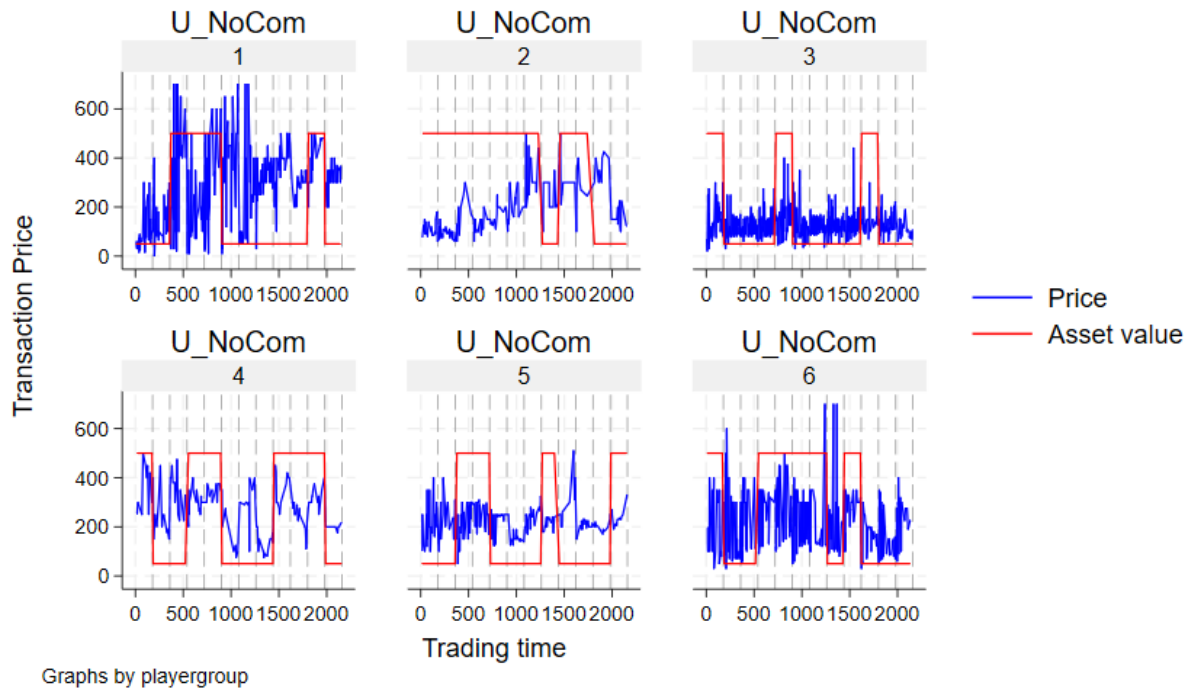 U_NoCom U_NoCom U_NoCom
1 2 3
600
400
200
0
0 500 1000 1500 2000 0 500 1000 1500 2000 0 500 1000 1500 2000
Transaction Price
Price
Asset value
U_NoCom U_NoCom U_NoCom
4 5 6
600
400
200
0
0 500 1000 1500 2000 0 500 1000 1500 2000 0 500 1000 1500 2000
Trading time
Graphs by playergroup